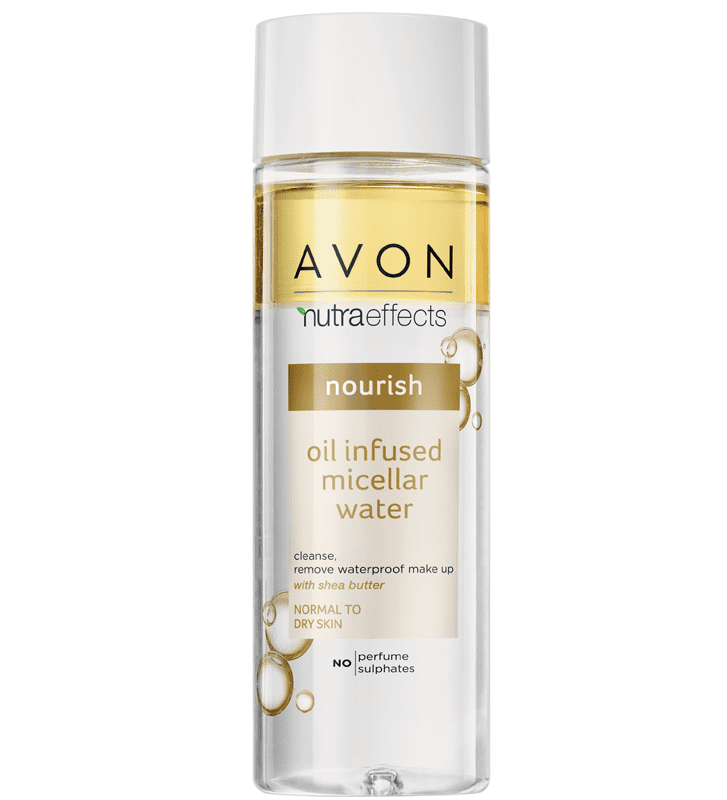 AVON
nutraeffects
nourish
oil infused
micellar
water
cleanse,
remove waterproof make up
with shea butter
NORMAL TO
DRY SKIN
NO perfume
sulphates